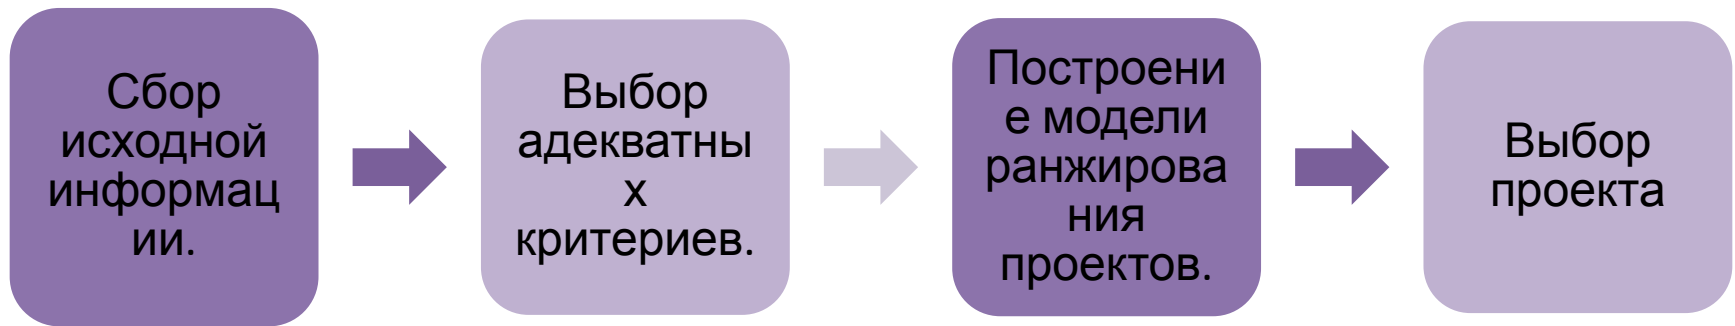 Сбор
исходной
информац
ии.
Выбор
адекватны
х
критериев.
Построени
е модели
ранжирова
ния
проектов.
Выбор
проекта